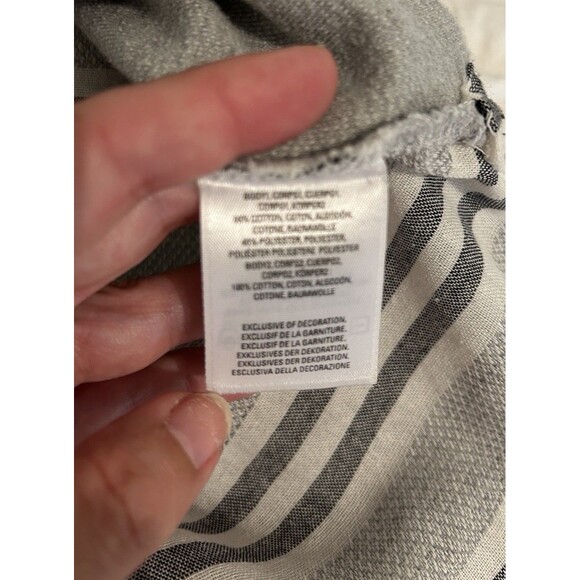 BODY1, CORPS1, CUERPO1,
CORPO1, KÖRPER1
60% COTTON, COTON, ALGODÓN,
COTONE, BAUMWOLLE
40% POLYESTER, POLYESTER,
POLYÉSTER/POLIESTERE POLYESTER
BODY2, CORPS2, CUERPO2,
CORPO2, KÖRPER2
100% COTTON, COTON, ALGODÓN,
COTONE, BAUMWOLLE
EXCLUSIVE OF DECORATION.
EXCLUSIF DE LA GARNITURE.
EXCLUSIF DE LA GARNITURE.
EXKLUSIVES DER DEKORATION.
EXKLUSIVES DER DEKORATION.
ESCLUSIVA DELLA DECORAZIONE